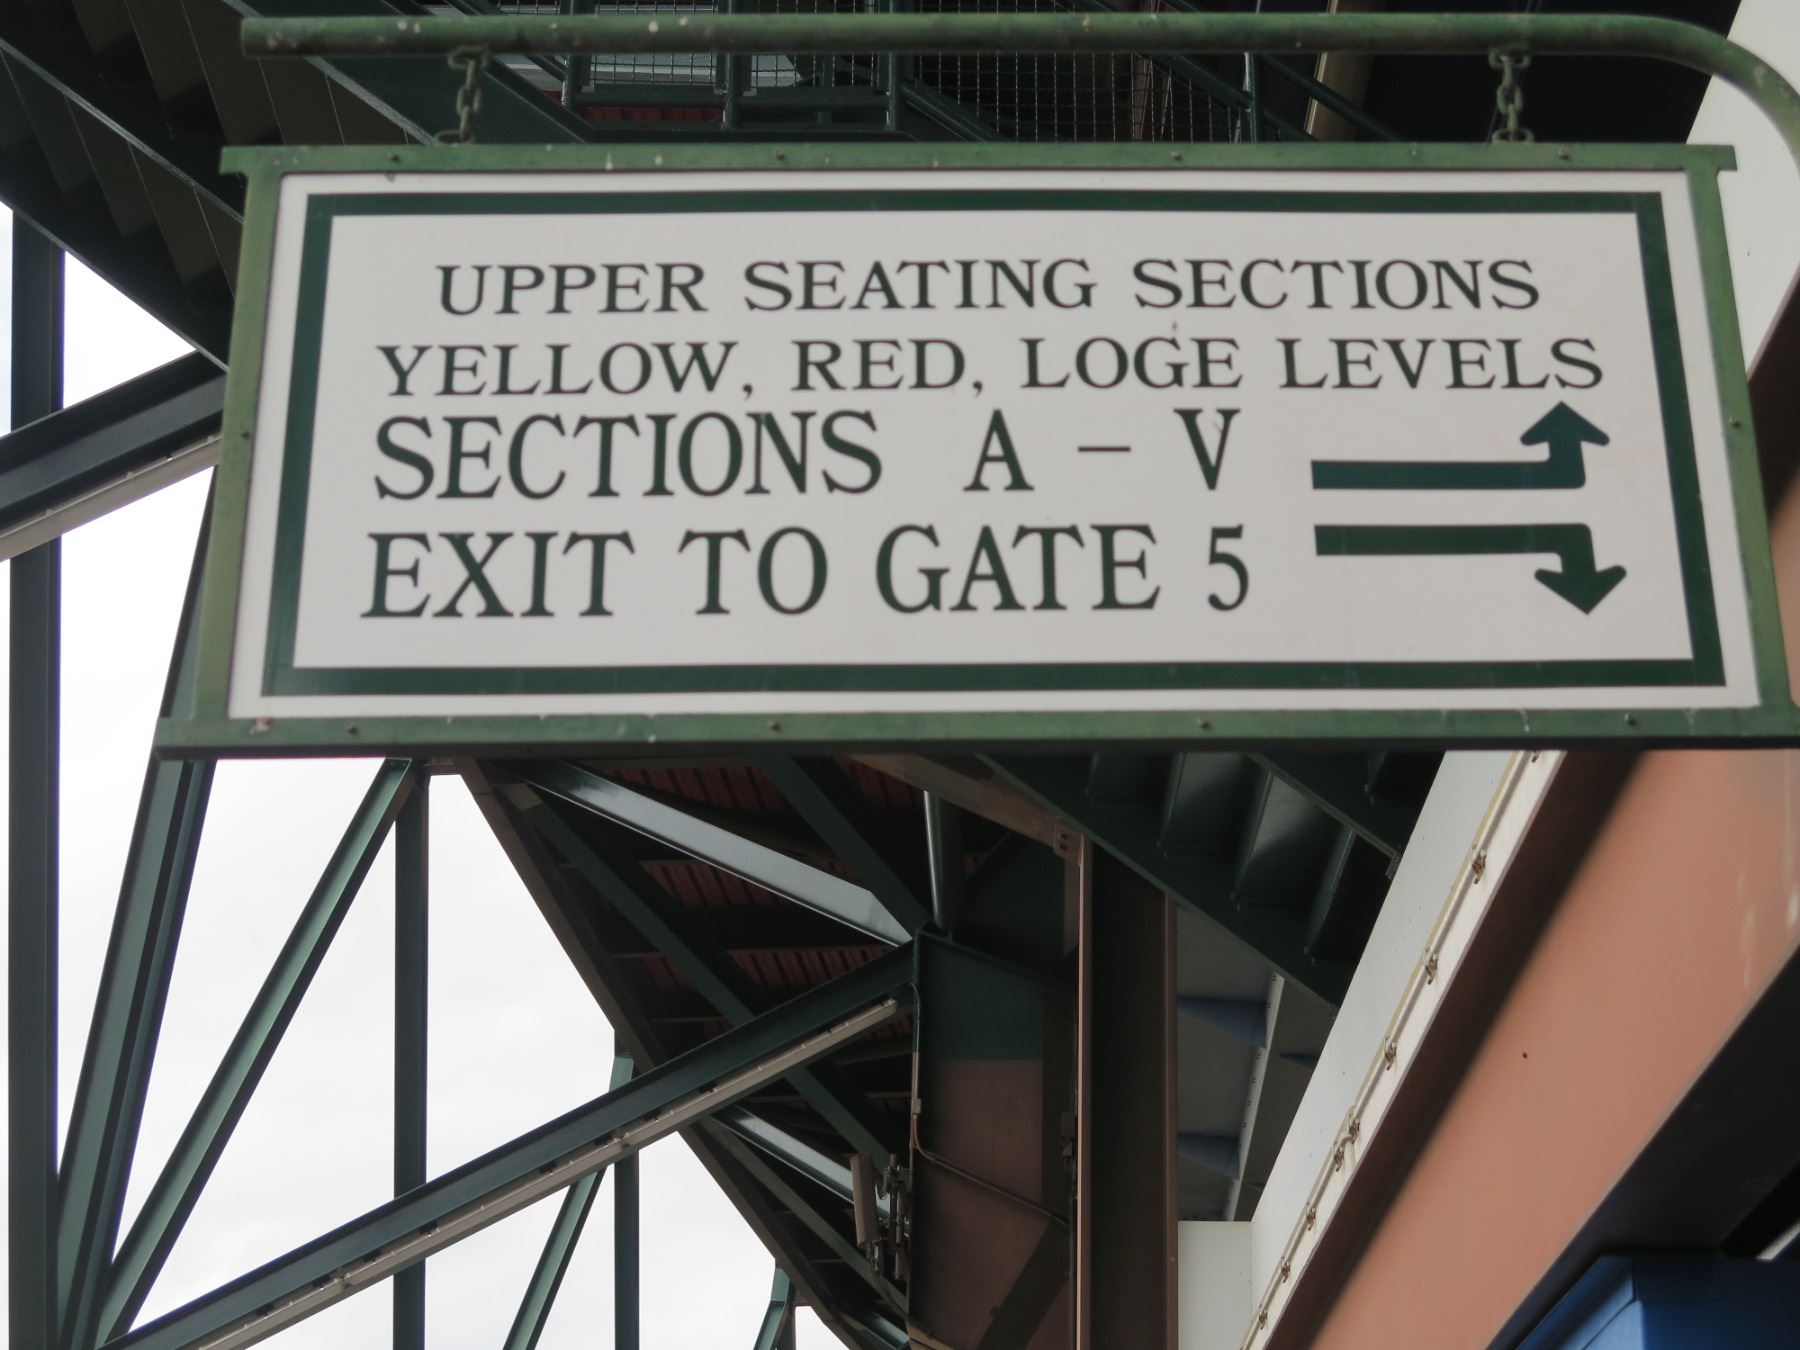 UPPER SEATING SECTIONS
YELLOW, RED, LOGE LEVELS
SECTIONS A – V
EXIT TO GATE 5